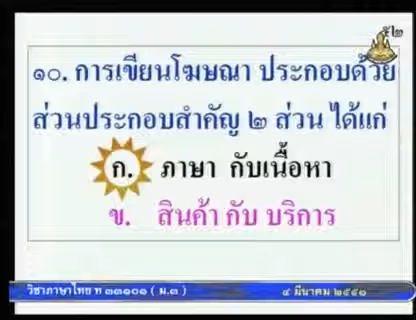 ๑๐. การเขียนโฆษณา ประกอบด้วย
ส่วนประกอบสำคัญ ๒ ส่วน ได้แก่
ก. ภาษา กับเนื้อหา
ข. สินค้า กับ บริการ
วิชาภาษาไทย ท ๓๓๑๐๑ ( ม.๓ ) ๔ มีนาคม ๒๕๕๑